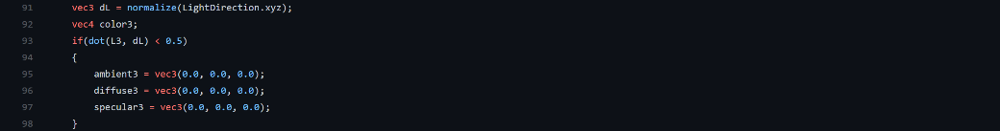 91 vec3 dL = normalize(LightDirection.xyz);
92 vec4 color3;
93 if(dot(L3, dL) < 0.5)
94 {
95 ambient3 = vec3(0.0, 0.0, 0.0);
96 diffuse3 = vec3(0.0, 0.0, 0.0);
97 specular3 = vec3(0.0, 0.0, 0.0);
98 }